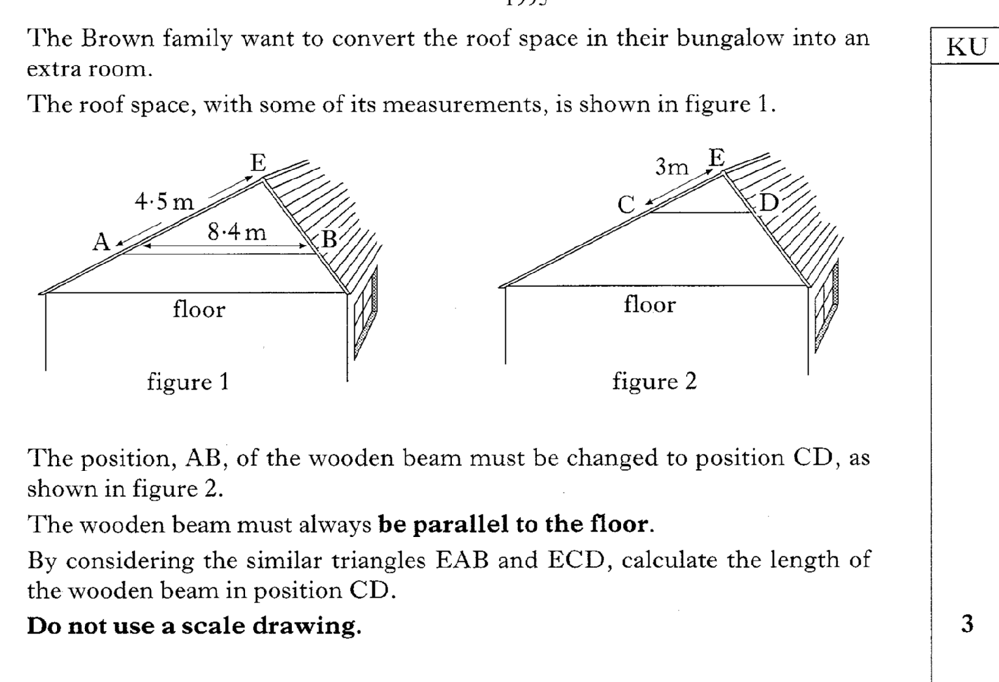 The Brown family want to convert the roof space in their bungalow into an
KU
extra room.
The roof space, with some of its measurements, is shown in figure 1.
E
4·5 m
8·4 m
A
B
floor
figure 1
3m
E
C
D
floor
figure 2
The position, AB, of the wooden beam must be changed to position CD, as
shown in figure 2.
The wooden beam must always be parallel to the floor.
By considering the similar triangles EAB and ECD, calculate the length of
the wooden beam in position CD.
Do not use a scale drawing.
3